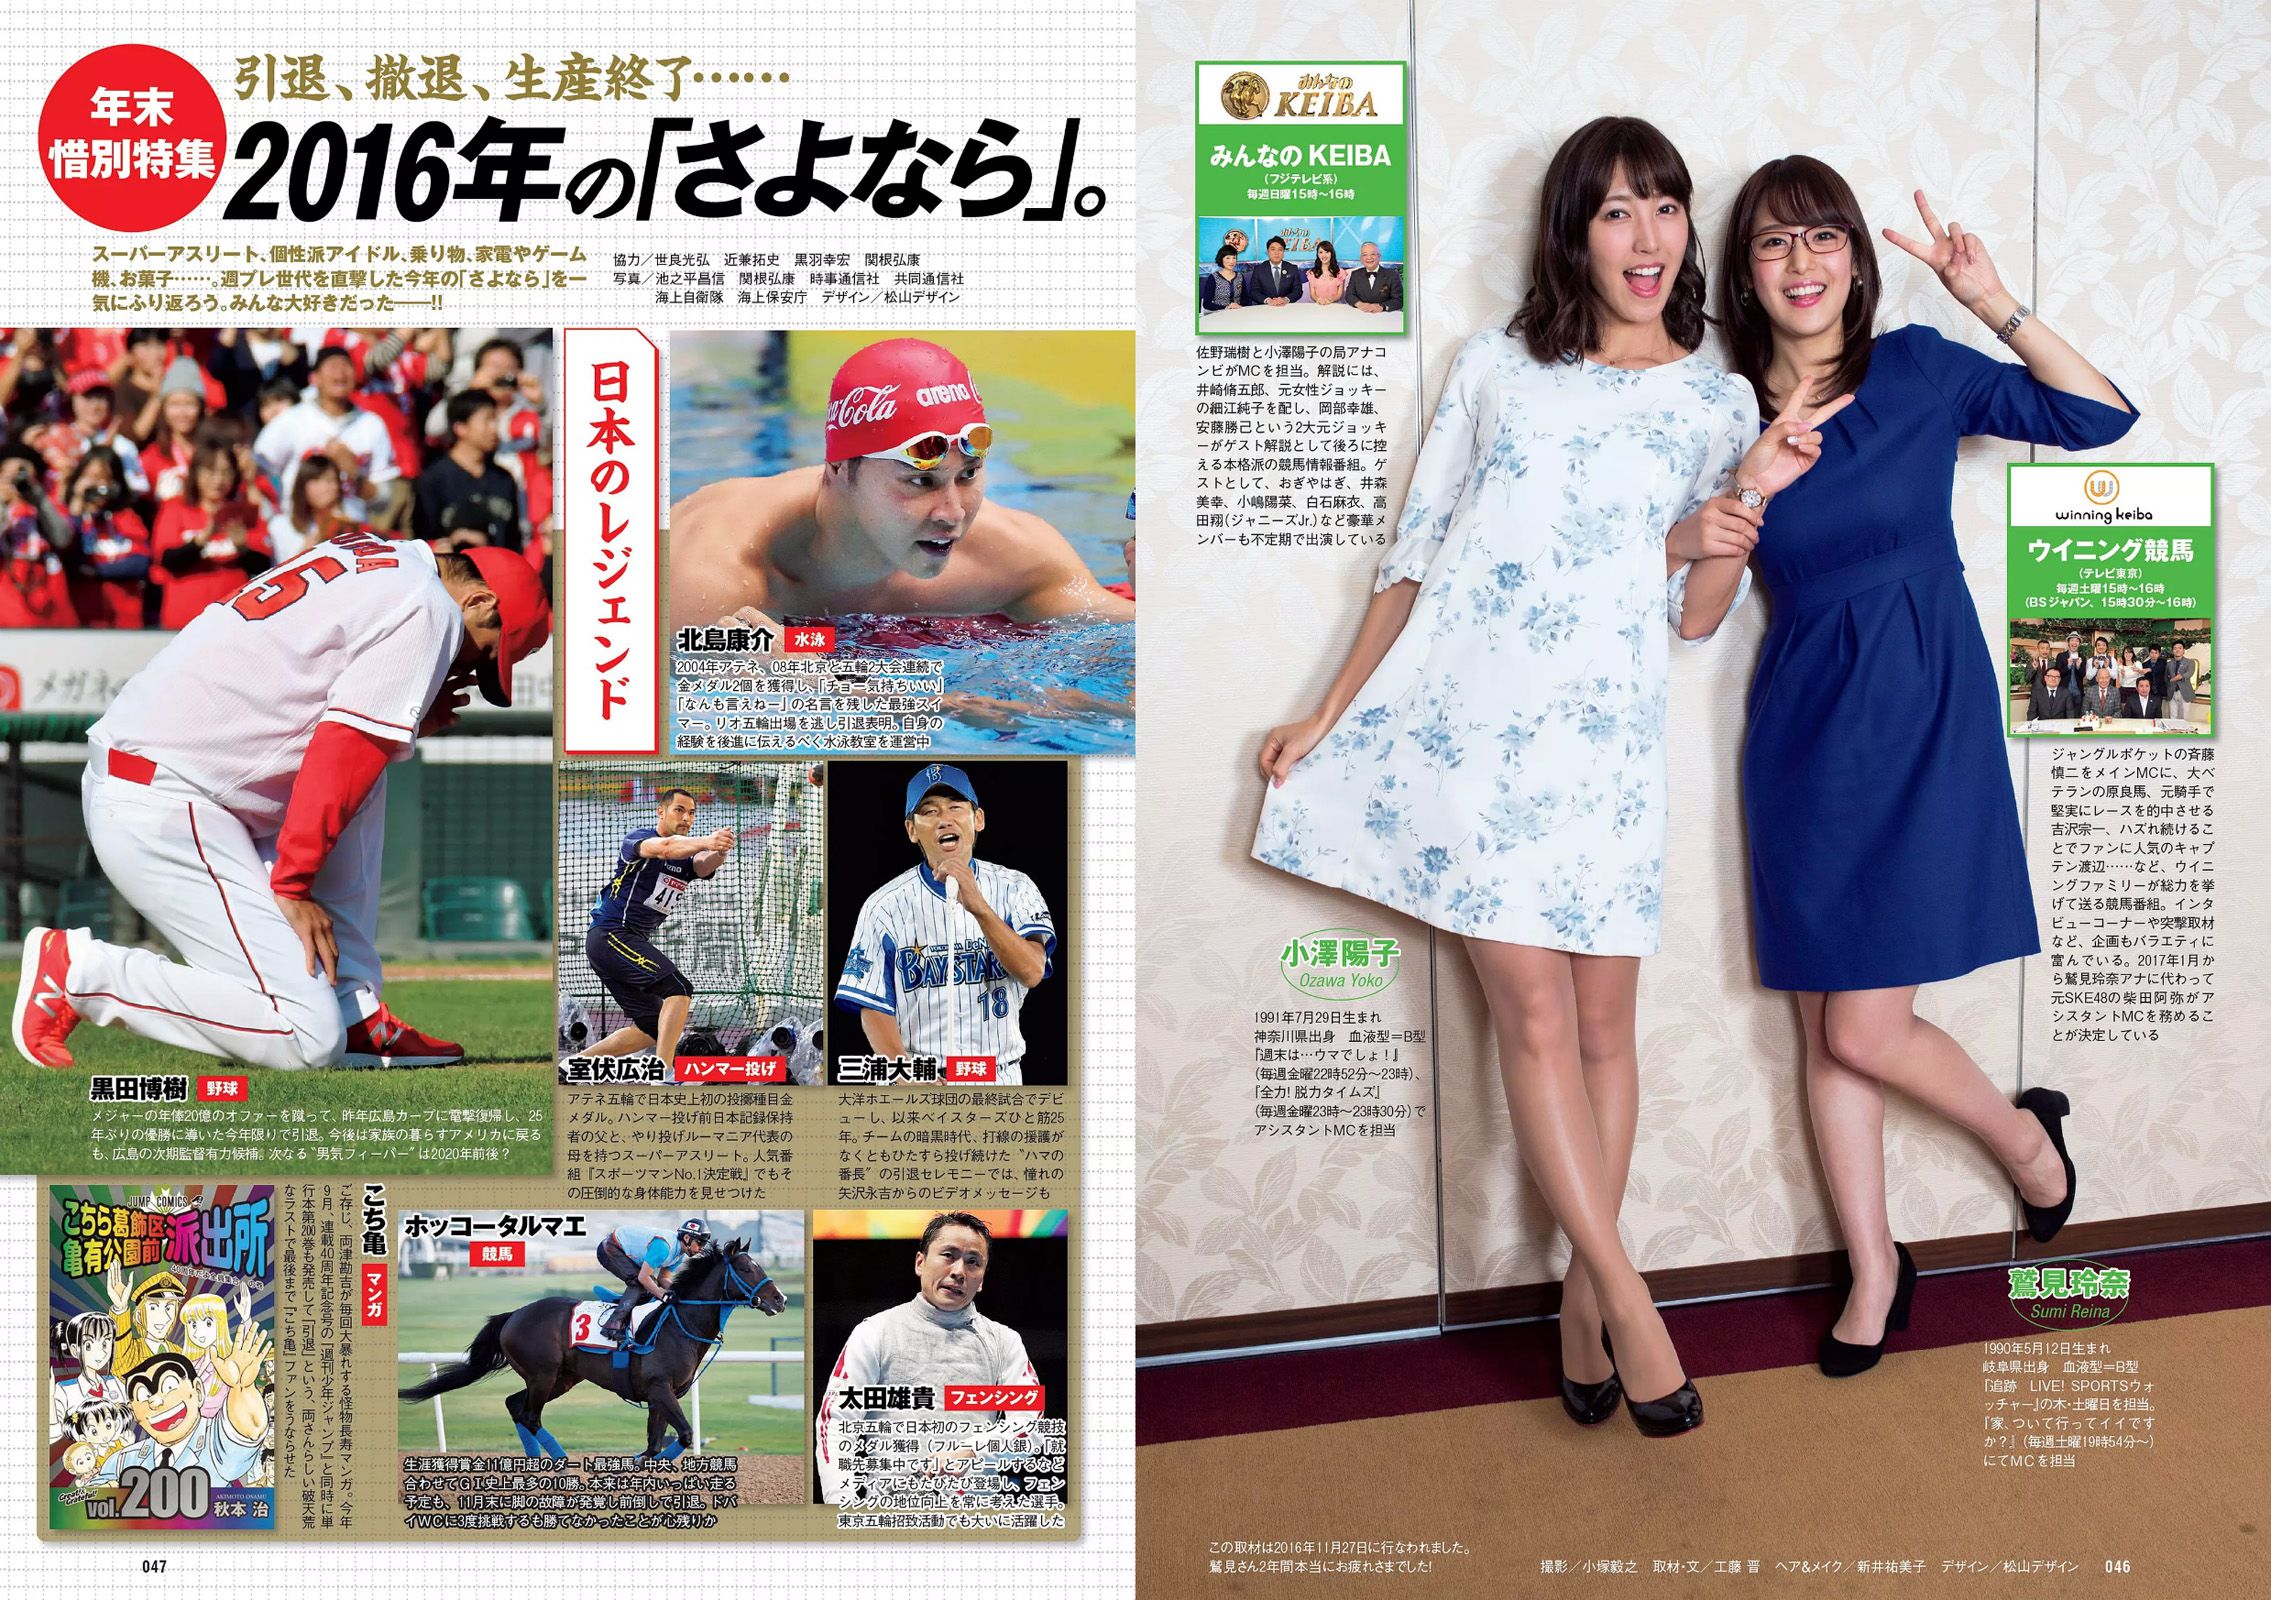 年末
惜別特集
引退、撤退、生産終了……
2016年の「さよなら」。
スーパーアスリート、個性派アイドル、乗り物、家電やゲーム
機、お菓子……。週プレ世代を直撃した今年の「さよなら」を一
気にふり返ろう。みんな大好きだった——!!
協力／世良光弘　近兼拓史　黒羽幸宏　関根弘康
写真／池之平昌信　関根弘康　時事通信社　共同通信社
海上自衛隊　海上保安庁　デザイン／松山デザイン
日本のレジェンド
15
メガネの
黒田博樹 野球
メジャーの年俸20億のオファーを蹴って、昨年広島カープに電撃復帰し、25
年ぶりの優勝に導いた今年限りで引退。今後は家族の暮らすアメリカに戻る
も、広島の次期監督有力候補。次なる“男気フィーバー”は2020年前後？
Coca-Cola
arena
北島康介 水泳
2004年アテネ、08年北京と五輪2大会連続で
金メダル2個を獲得し、「チョー気持ちいい」
「なんも言えねー」の名言を残した最強スイ
マー。リオ五輪出場を逃し引退表明。自身の
経験を後進に伝えるべく水泳教室を運営中
室伏広治 ハンマー投げ
アテネ五輪で日本史上初の投擲種目金
メダル。ハンマー投げ前日本記録保持
者の父と、やり投げルーマニア代表の
母を持つスーパーアスリート。人気番
組『スポーツマンNo.1決定戦』でもそ
の圧倒的な身体能力を見せつけた
BAYSTARS
18
三浦大輔 野球
大洋ホエールズ球団の最終試合でデビ
ューし、以来ベイスターズひと筋25
年。チームの暗黒時代、打線の援護が
なくともひたすら投げ続けた“ハマの
番長”の引退セレモニーでは、憧れの
矢沢永吉からのビデオメッセージも
JUMP COMICS
こちら葛飾区
亀有公園前
派出所
vol.200
AKIMOTO OSAMU
秋本 治
こち亀 マンガ
ご存じ、両津勘吉が毎回大暴れする怪物長寿マンガ。今年
9月、連載40周年記念号の『週刊少年ジャンプ』と同時に単
行本第200巻も発売して「引退」という、両さんらしい破天荒
なラストで最後まで『こち亀』ファンをうならせた
ホッコータルマエ
競馬
3
生涯獲得賞金11億円超のダート最強馬。中央、地方競馬
合わせてGⅠ史上最多の10勝。本来は年内いっぱい走る
予定も、11月末に脚の故障が発覚し前倒しで引退。ドバ
イWCに3度挑戦するも勝てなかったことが心残りか
太田雄貴 フェンシング
北京五輪で日本初のフェンシング競技
のメダル獲得（フルーレ個人銀）。「就
職先募集中です」とアピールするなど
メディアにもたびたび登場し、フェン
シングの地位向上を常に考えた選手。
東京五輪招致活動でも大いに活躍した
047
みんなの
KEIBA
みんなのKEIBA
(フジテレビ系)
毎週日曜15時〜16時
佐野瑞樹と小澤陽子の局アナコ
ンビがMCを担当。解説には、
井崎脩五郎、元女性ジョッキー
の細江純子を配し、岡部幸雄、
安藤勝己という2大元ジョッキ
ーがゲスト解説として後ろに控
える本格派の競馬情報番組。ゲ
ストとして、おぎやはぎ、井森
美幸、小嶋陽菜、白石麻衣、高
田翔(ジャニーズJr.)など豪華メ
ンバーも不定期で出演している
winning keiba
ウイニング競馬
(テレビ東京)
毎週土曜15時〜16時
(BSジャパン、15時30分〜16時)
ジャングルポケットの斉藤
慎二をメインMCに、大ベ
テランの原良馬、元騎手で
堅実にレースを的中させる
吉沢宗一、ハズれ続けるこ
とでファンに人気のキャプ
テン渡辺……など、ウイニ
ングファミリーが総力を挙
げて送る競馬番組。インタ
ビューコーナーや突撃取材
など、企画もバラエティに
富んでいる。2017年1月か
ら鷲見玲奈アナに代わって
元SKE48の柴田阿弥がア
シスタントMCを務めるこ
とが決定している
小澤陽子
Ozawa Yoko
1991年7月29日生まれ
神奈川県出身　血液型＝B型
『週末は…ウマでしょ！』
(毎週金曜22時52分〜23時)、
『全力！脱力タイムズ』
(毎週金曜23時〜23時30分)で
アシスタントMCを担当
鷲見玲奈
Sumi Reina
1990年5月12日生まれ
岐阜県出身　血液型＝B型
『追跡　LIVE! SPORTSウォ
ッチャー』の木・土曜日を担当。
『家、ついて行ってイイです
か？』(毎週土曜19時54分〜)
にてMCを担当
この取材は2016年11月27日に行なわれました。
鷲見さん2年間本当にお疲れさまでした!
撮影／小塚毅之　取材・文／工藤 晋　ヘア&メイク／新井祐美子　デザイン／松山デザイン　046